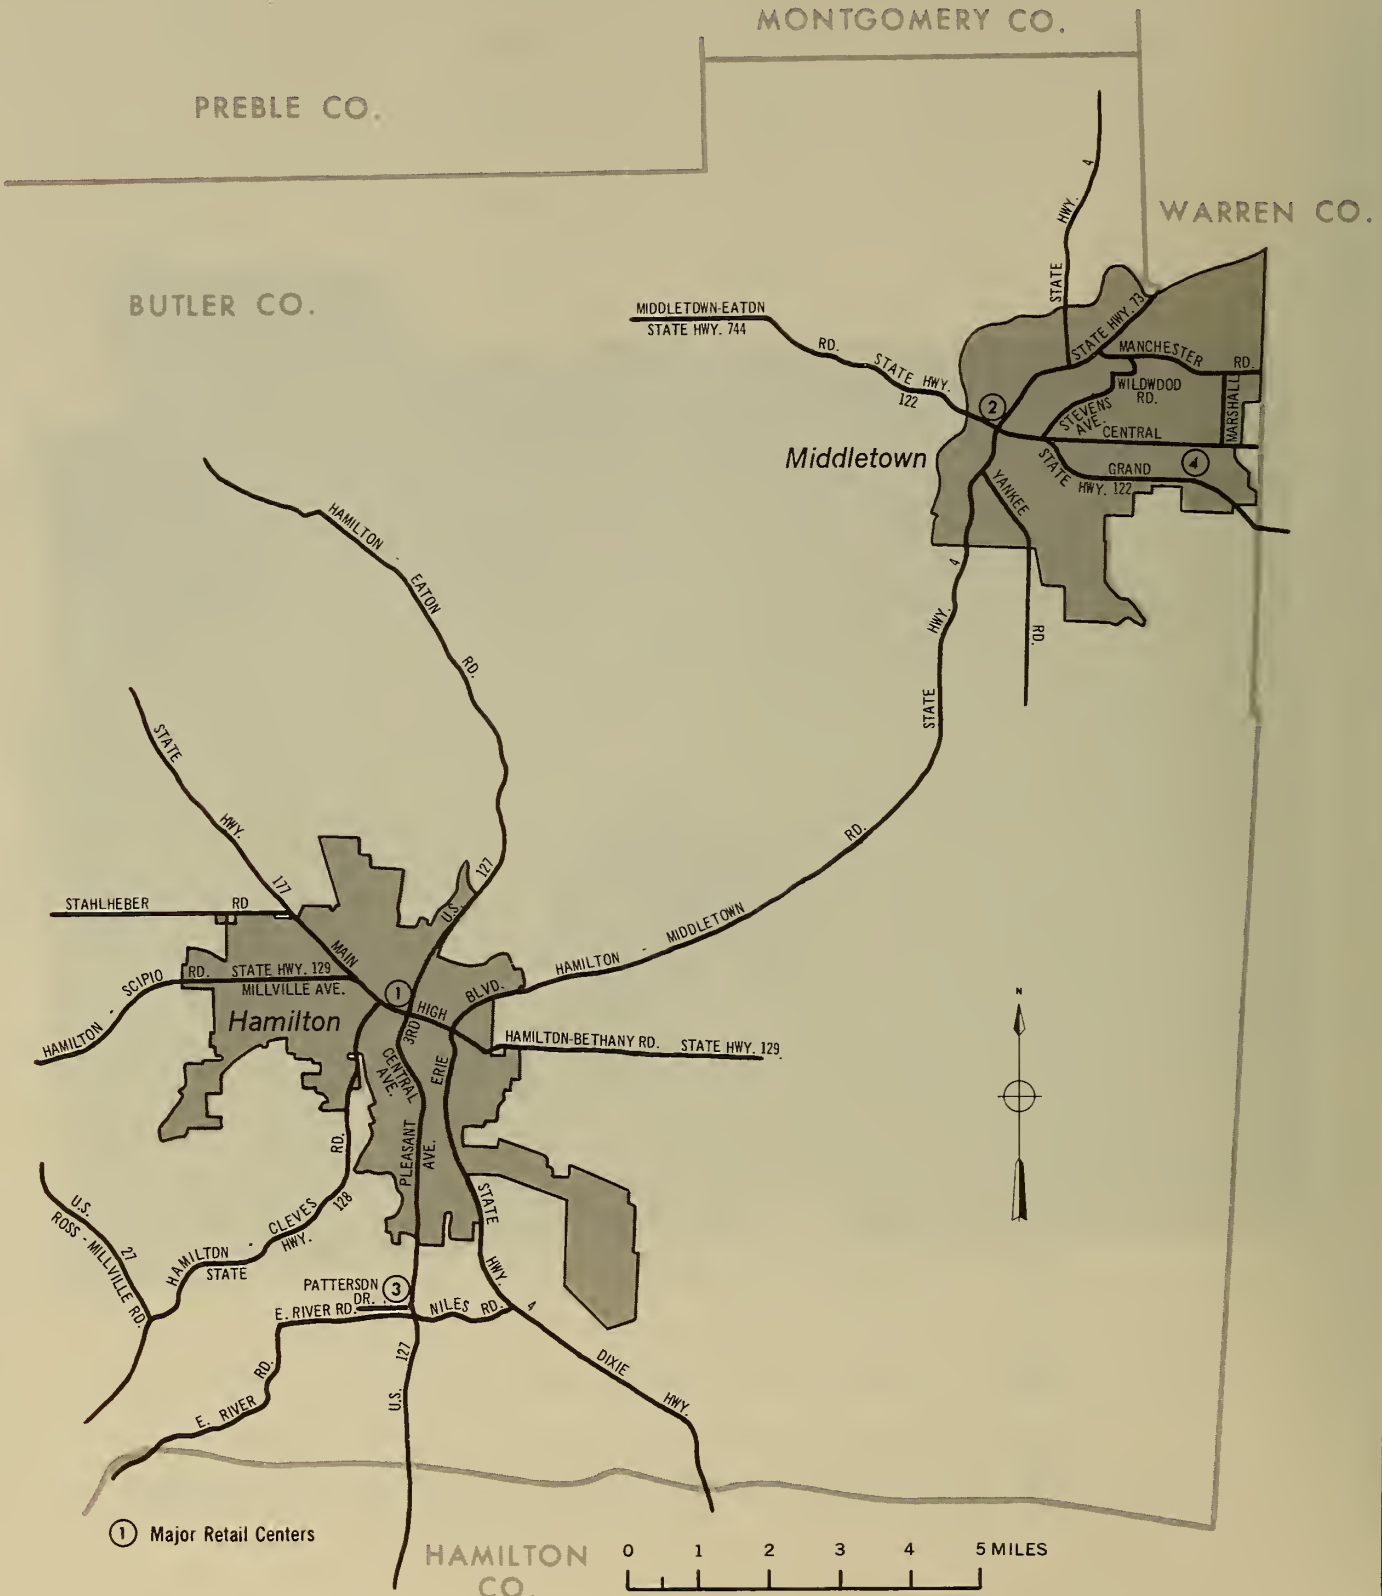 MONTGOMERY CO.
PREBLE CO.
WARREN CO.
BUTLER CO.
STATE HWY. 4
MIDDLETOWN-EATON RD.
STATE HWY. 744
STATE HWY. 122
STATE HWY. 73
MANCHESTER RD.
WILDWOOD RD.
STEVENS AVE.
MARSHALL
CENTRAL
2
4
Middletown
GRAND
STATE HWY. 122
YANKEE RD.
STATE HWY. 4
HAMILTON - EATON RD.
STATE HWY. 177
U.S. 127
HAMILTON - MIDDLETOWN RD.
STAHLHEBER RD
MAIN
HAMILTON - SCIPIO RD.
STATE HWY. 129
MILLVILLE AVE.
1
HIGH
BLVD.
Hamilton
3RD
ERIE
HAMILTON-BETHANY RD. STATE HWY. 129
CENTRAL AVE.
PLEASANT AVE.
N
HAMILTON - CLEVES RD.
STATE HWY. 128
U.S. 27
ROSS - MILLVILLE RD.
STATE HWY. 4
PATTERSON DR.
3
E. RIVER RD.
NILES RD.
DIXIE HWY.
E. RIVER RD.
U.S. 127
1 Major Retail Centers
HAMILTON
CO.
0 1 2 3 4 5 MILES